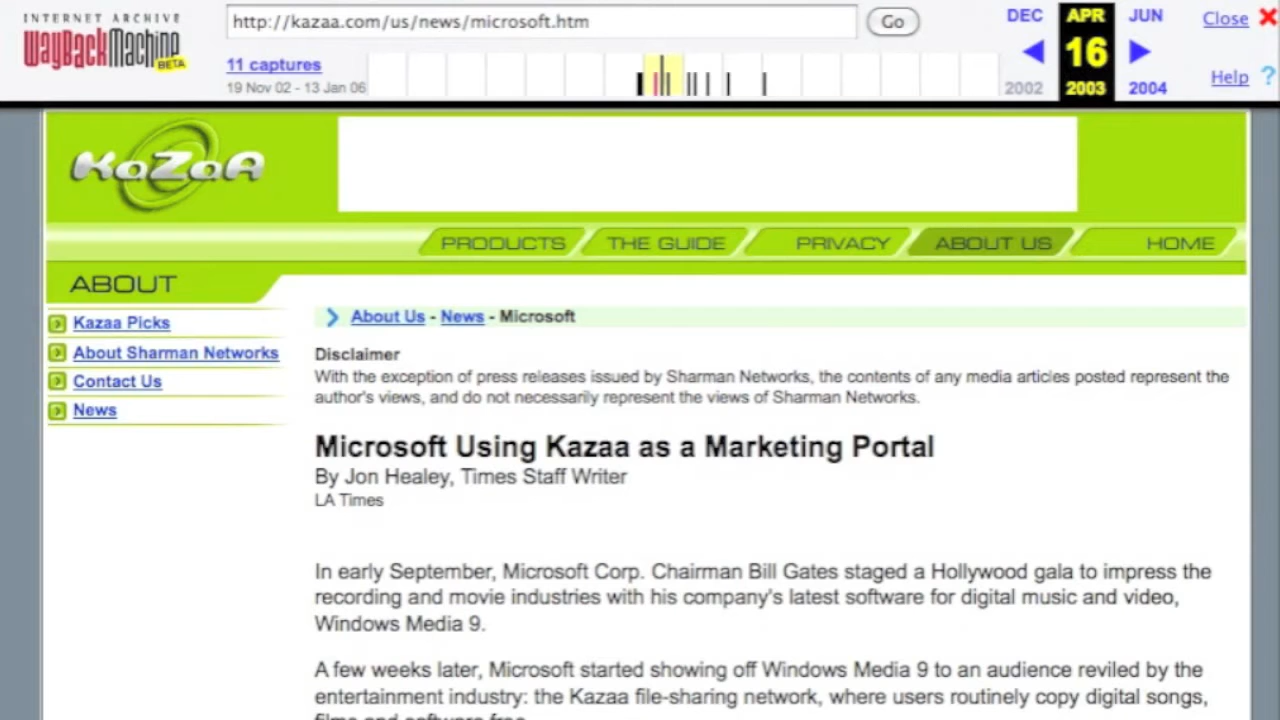 INTERNET ARCHIVE
WayBackMachine
BETA
http://kazaa.com/us/news/microsoft.htm
Go
11 captures
19 Nov 02 - 13 Jan 06
DEC APR JUN
16
2002 2003 2004
Close
Help ?
KaZaA
PRODUCTS THE GUIDE PRIVACY ABOUT US HOME
ABOUT
Kazaa Picks
About Sharman Networks
Contact Us
News
About Us - News - Microsoft
Disclaimer
With the exception of press releases issued by Sharman Networks, the contents of any media articles posted represent the
author's views, and do not necessarily represent the views of Sharman Networks.
Microsoft Using Kazaa as a Marketing Portal
By Jon Healey, Times Staff Writer
LA Times
In early September, Microsoft Corp. Chairman Bill Gates staged a Hollywood gala to impress the
recording and movie industries with his company's latest software for digital music and video,
Windows Media 9.
A few weeks later, Microsoft started showing off Windows Media 9 to an audience reviled by the
entertainment industry: the Kazaa file-sharing network, where users routinely copy digital songs,
films and software free.